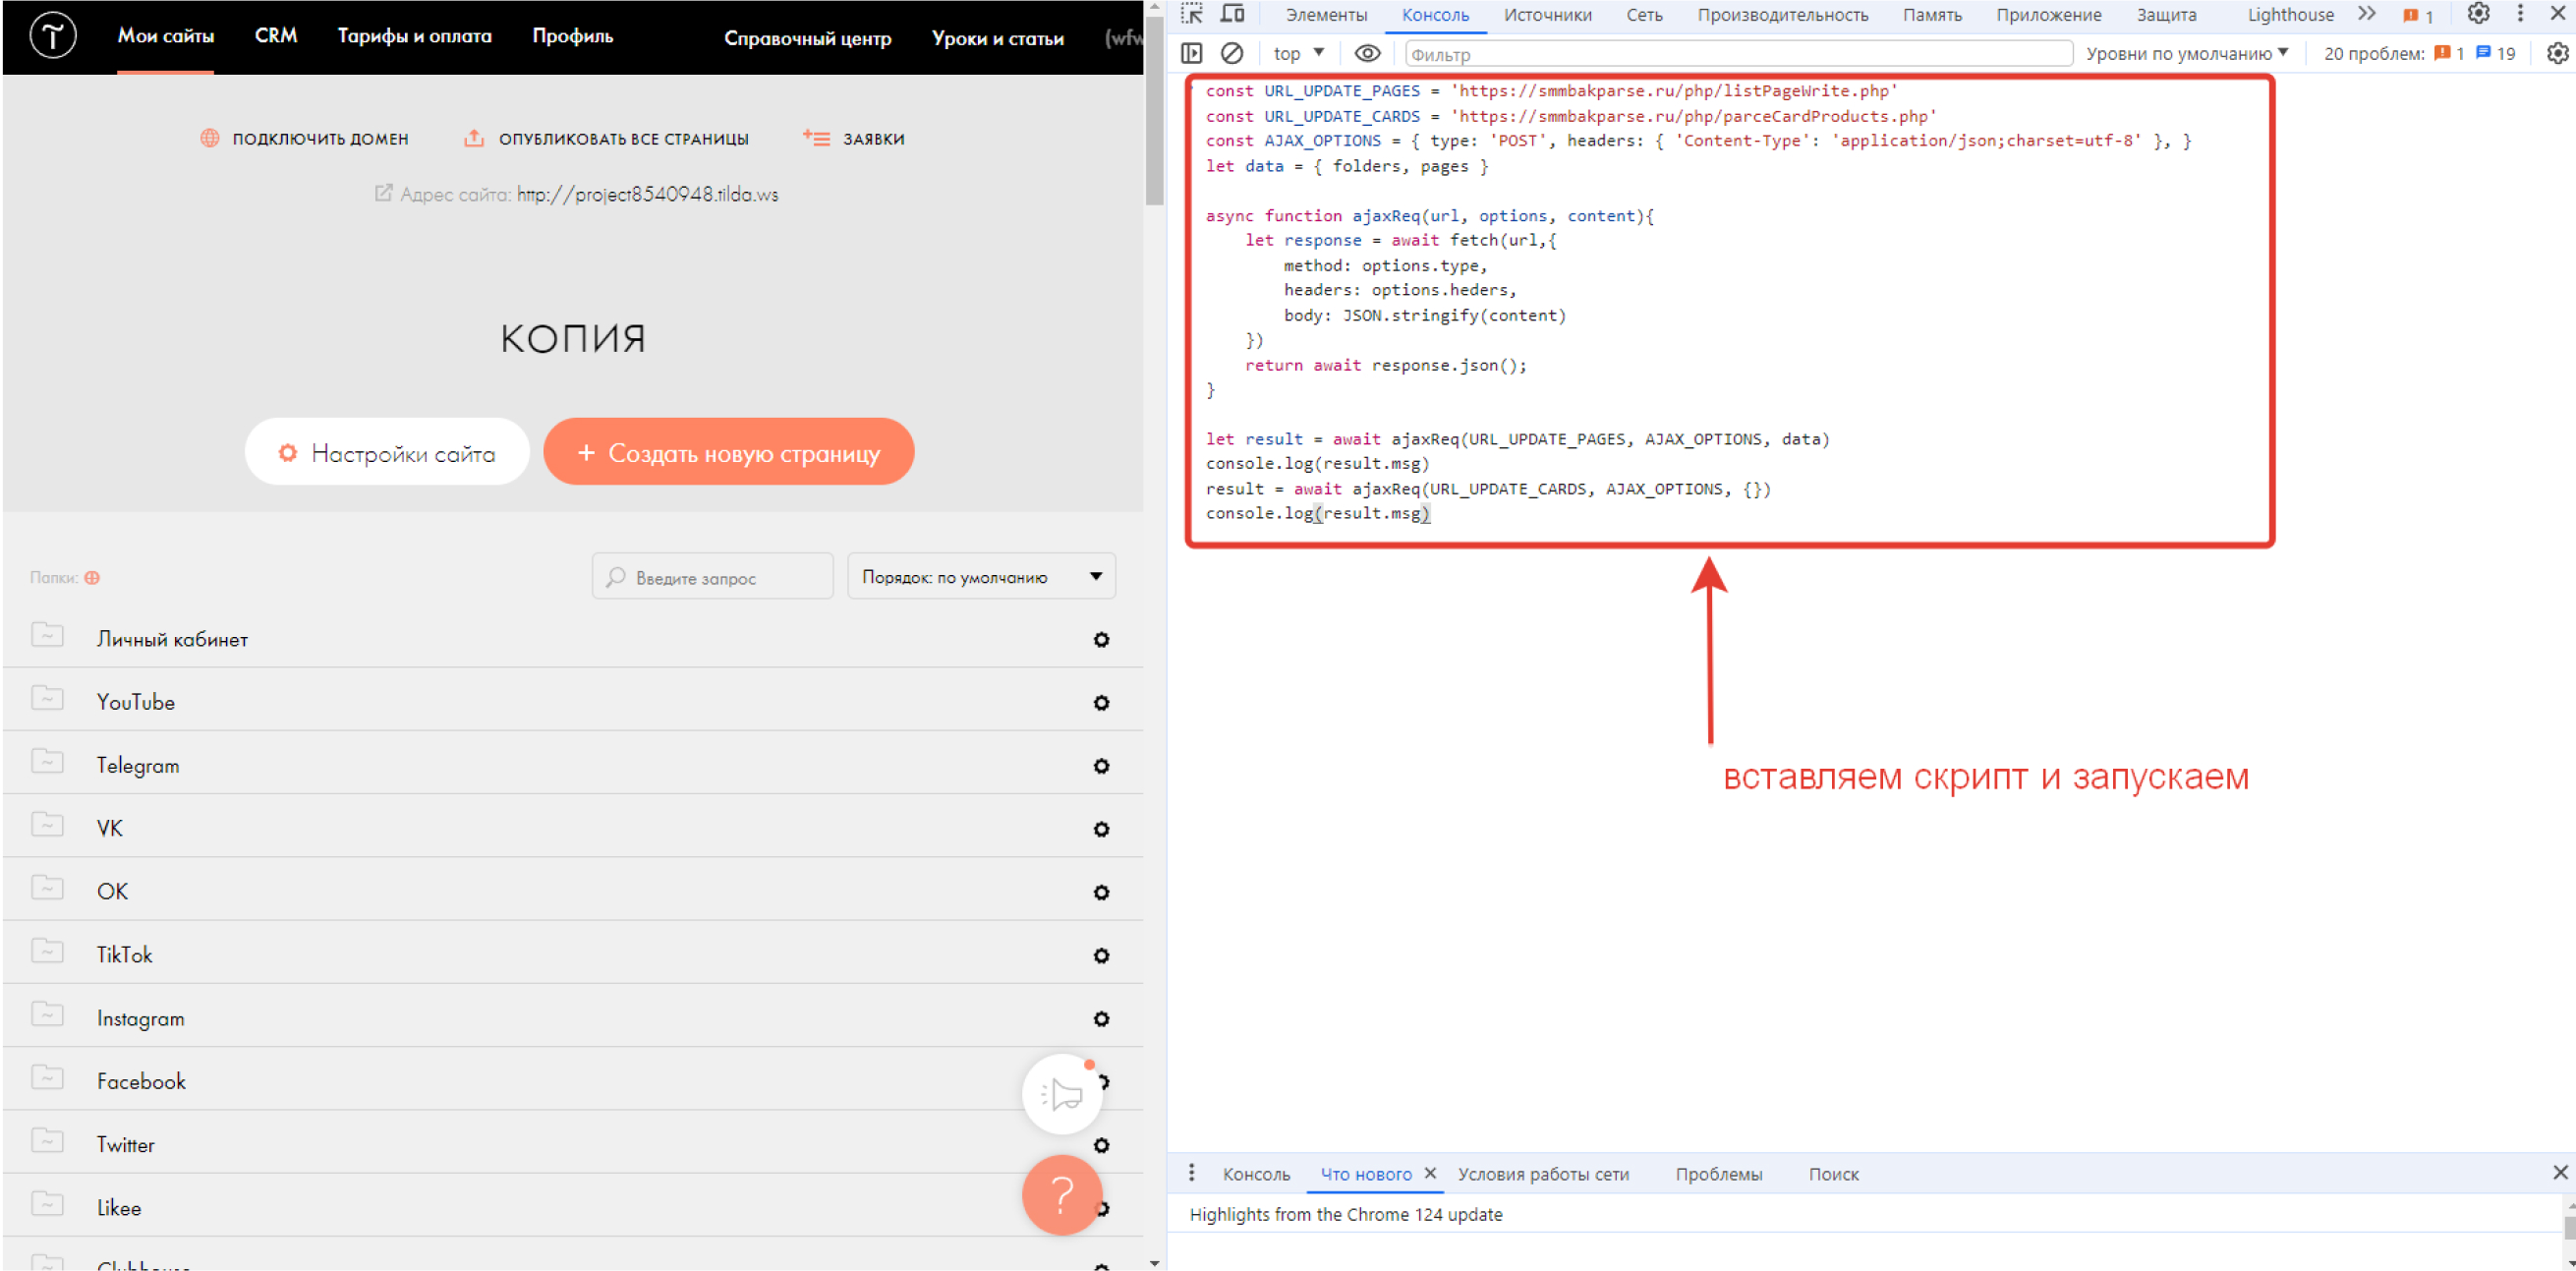 Мои сайты CRM Тарифы и оплата Профиль Справочный центр Уроки и статьи (wfw
ПОДКЛЮЧИТЬ ДОМЕН ОПУБЛИКОВАТЬ ВСЕ СТРАНИЦЫ ЗАЯВКИ
Адрес сайта: http://project8540948.tilda.ws
КОПИЯ
Настройки сайта + Создать новую страницу
Папки: Введите запрос Порядок: по умолчанию
Личный кабинет
YouTube
Telegram
VK
OK
TikTok
Instagram
Facebook
Twitter
?
Likee
Clubhouse
Элементы Консоль Источники Сеть Производительность Память Приложение Защита Lighthouse 1
top Фильтр Уровни по умолчанию 20 проблем: 1 19
const URL_UPDATE_PAGES = 'https://smmbakparse.ru/php/listPageWrite.php'
const URL_UPDATE_CARDS = 'https://smmbakparse.ru/php/parceCardProducts.php'
const AJAX_OPTIONS = { type: 'POST', headers: { 'Content-Type': 'application/json;charset=utf-8' }, }
let data = { folders, pages }
async function ajaxReq(url, options, content){
let response = await fetch(url,{
method: options.type,
headers: options.heders,
body: JSON.stringify(content)
})
return await response.json();
}
let result = await ajaxReq(URL_UPDATE_PAGES, AJAX_OPTIONS, data)
console.log(result.msg)
result = await ajaxReq(URL_UPDATE_CARDS, AJAX_OPTIONS, {})
console.log(result.msg)
вставляем скрипт и запускаем
Консоль Что нового Условия работы сети Проблемы Поиск
Highlights from the Chrome 124 update